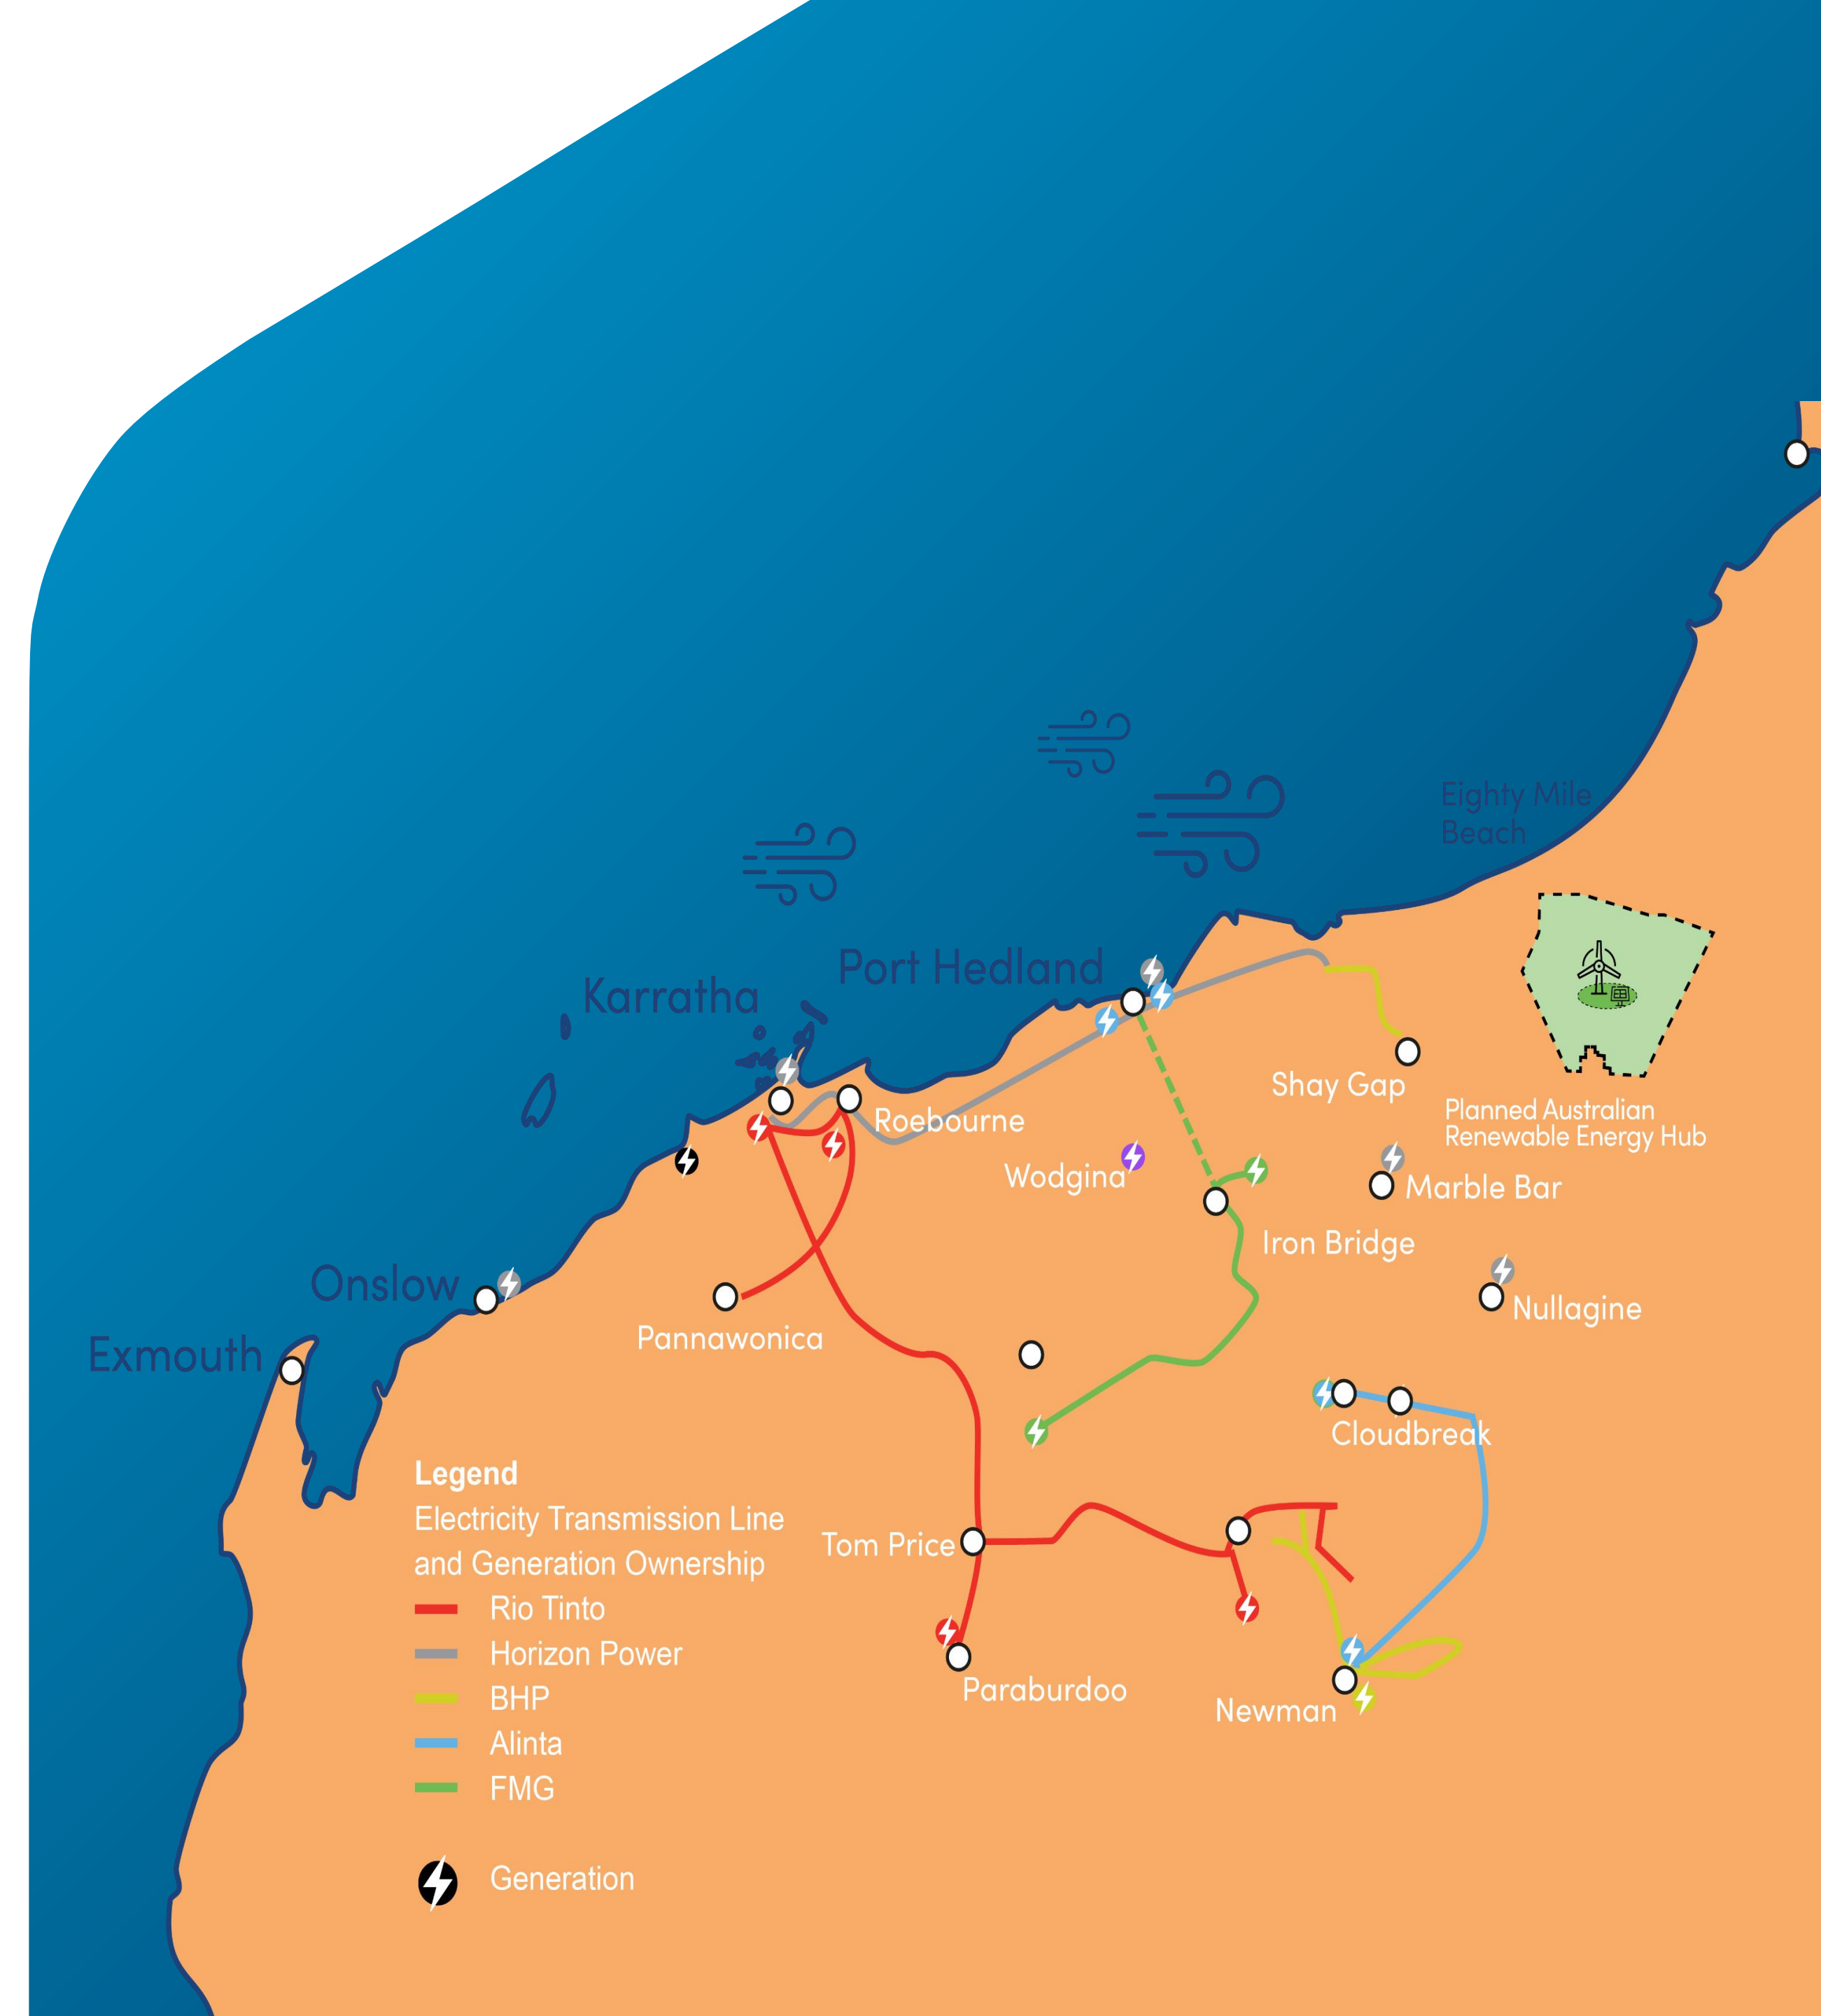 Eighty Mile
Beach
Port Hedland
Karratha
Shay Gap
Roebourne
Planned Australian
Renewable Energy Hub
Wodgina
Marble Bar
Iron Bridge
Onslow
Nullagine
Pannawonica
Exmouth
Cloudbreak
Legend
Electricity Transmission Line
and Generation Ownership
Tom Price
Rio Tinto
Horizon Power
Paraburdoo
BHP
Newman
Alinta
FMG
Generation